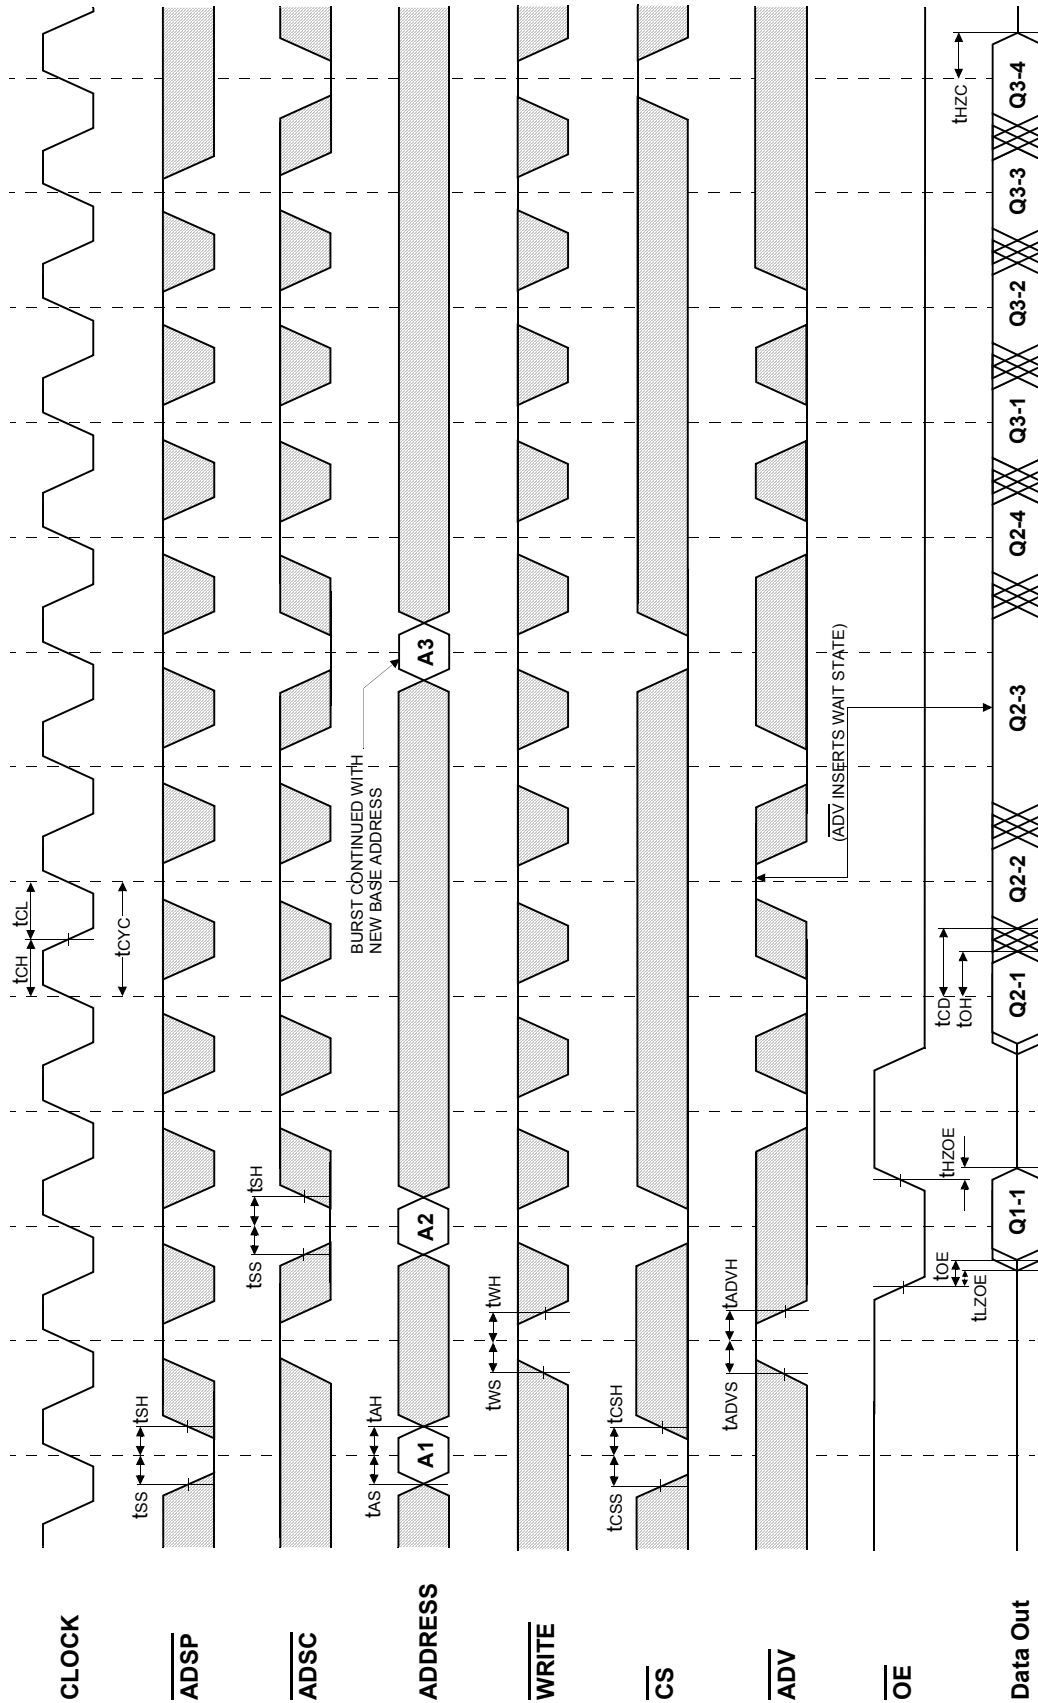 CLOCK
tCH
tCL
tCYC
ADSP
tSS
tSH
ADSC
tSS
tSH
ADDRESS
tAS
tAH
A1
A2
A3
BURST CONTINUED WITH
NEW BASE ADDRESS
WRITE
tWS
tWH
CS
tCSS
tCSH
ADV
tADVS
tADVH
(ADV INSERTS WAIT STATE)
OE
tLZOE
tOE
tHZOE
tCD
tOH
tHZC
Data Out
Q1-1
Q2-1
Q2-2
Q2-3
Q2-4
Q3-1
Q3-2
Q3-3
Q3-4